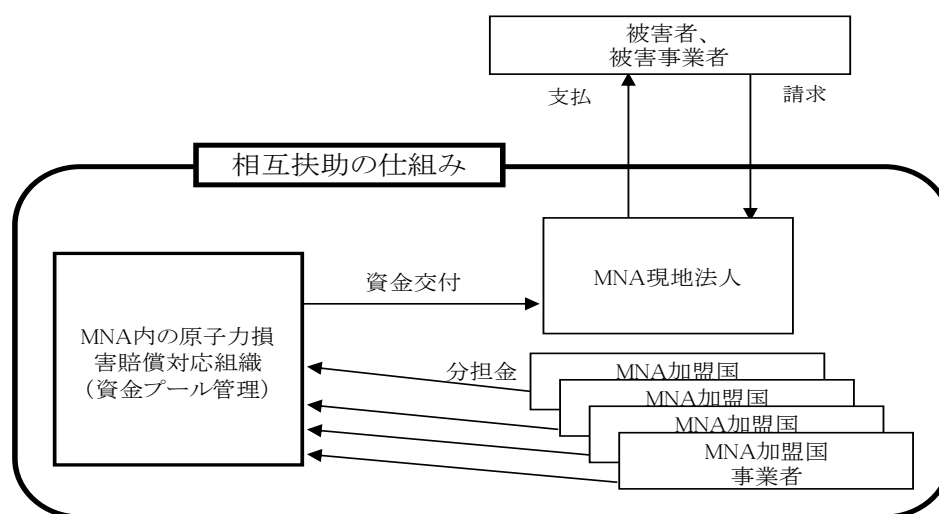 被害者、
被害事業者
支払
請求
相互扶助の仕組み
MNA現地法人
資金交付
MNA内の原子力損
害賠償対応組織
（資金プール管理）
分担金
MNA加盟国
MNA加盟国
MNA加盟国
MNA加盟国
事業者